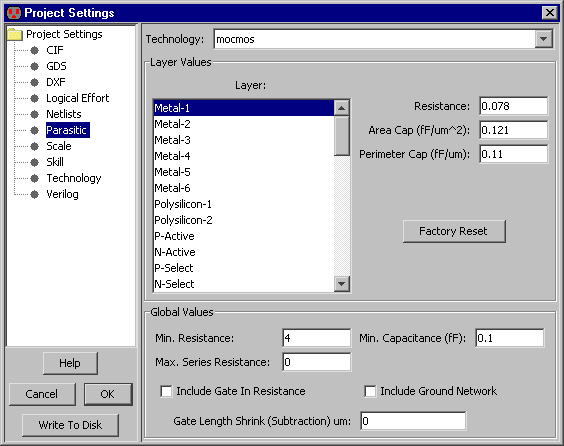 Project Settings
Project Settings
CIF
GDS
DXF
Logical Effort
Netlists
Parasitic
Scale
Skill
Technology
Verilog
Help
Cancel
OK
Write To Disk
Technology: mocmos
Layer Values
Layer:
Metal-1
Metal-2
Metal-3
Metal-4
Metal-5
Metal-6
Polysilicon-1
Polysilicon-2
P-Active
N-Active
P-Select
N-Select
Resistance: 0.078
Area Cap (fF/um^2): 0.121
Perimeter Cap (fF/um): 0.11
Factory Reset
Global Values
Min. Resistance: 4 Min. Capacitance (fF): 0.1
Max. Series Resistance: 0
Include Gate In Resistance Include Ground Network
Gate Length Shrink (Subtraction) um: 0